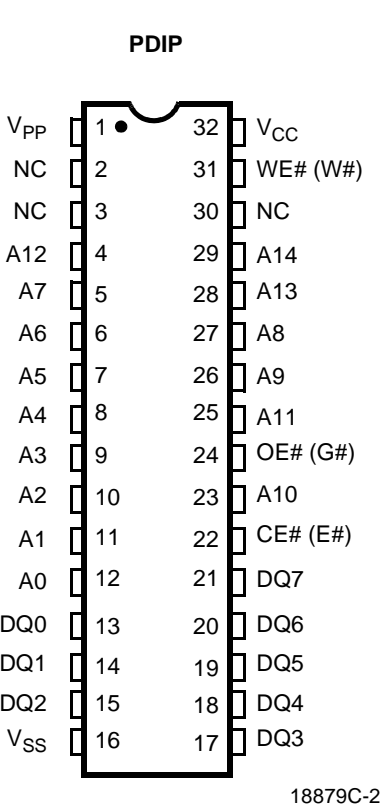 PDIP
VPP 1 32 VCC
NC 2 31 WE# (W#)
NC 3 30 NC
A12 4 29 A14
A7 5 28 A13
A6 6 27 A8
A5 7 26 A9
A4 8 25 A11
A3 9 24 OE# (G#)
A2 10 23 A10
A1 11 22 CE# (E#)
A0 12 21 DQ7
DQ0 13 20 DQ6
DQ1 14 19 DQ5
DQ2 15 18 DQ4
VSS 16 17 DQ3
18879C-2